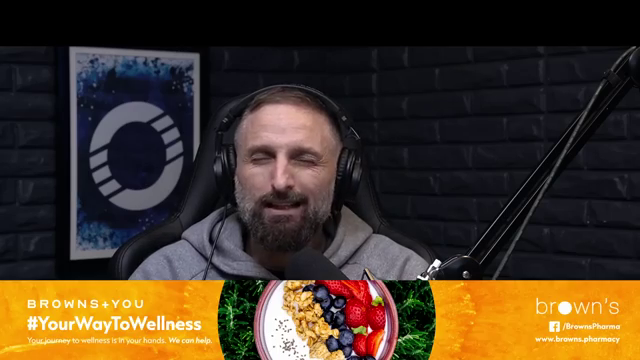 BROWNS+YOU
#YourWayToWellness
Your journey to wellness is in your hands. We can help.
brown's
/BrownsPharma
www.browns.pharmacy